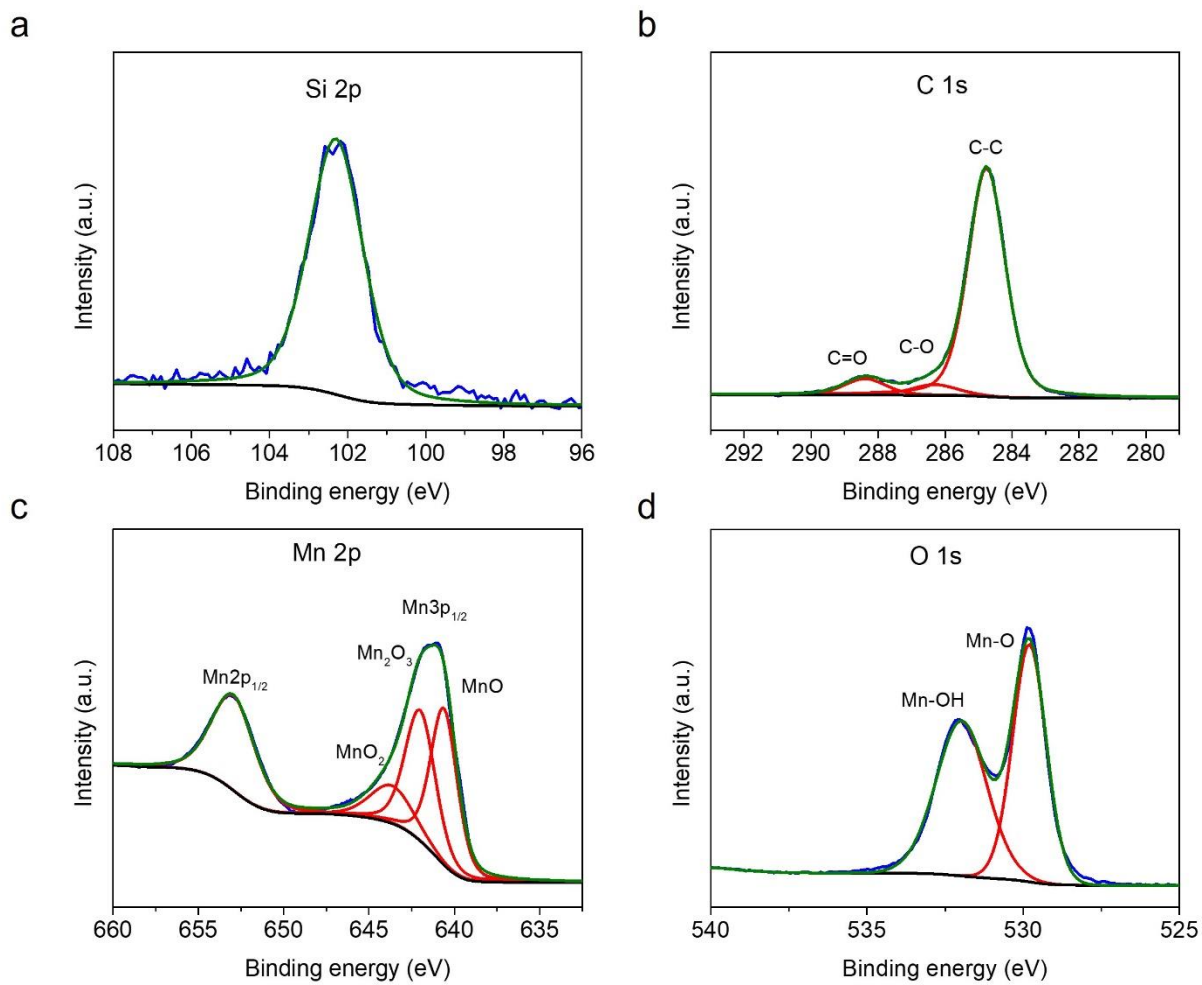 a
Si 2p
Intensity (a.u.)
108 106 104 102 100 98 96
Binding energy (eV)
b
C 1s
C-C
C-O
C=O
Intensity (a.u.)
292 290 288 286 284 282 280
Binding energy (eV)
c
Mn 2p
Mn3p1/2
Mn2O3
Mn2p1/2
MnO
MnO2
Intensity (a.u.)
660 655 650 645 640 635
Binding energy (eV)
d
O 1s
Mn-O
Mn-OH
Intensity (a.u.)
540 535 530 525
Binding energy (eV)